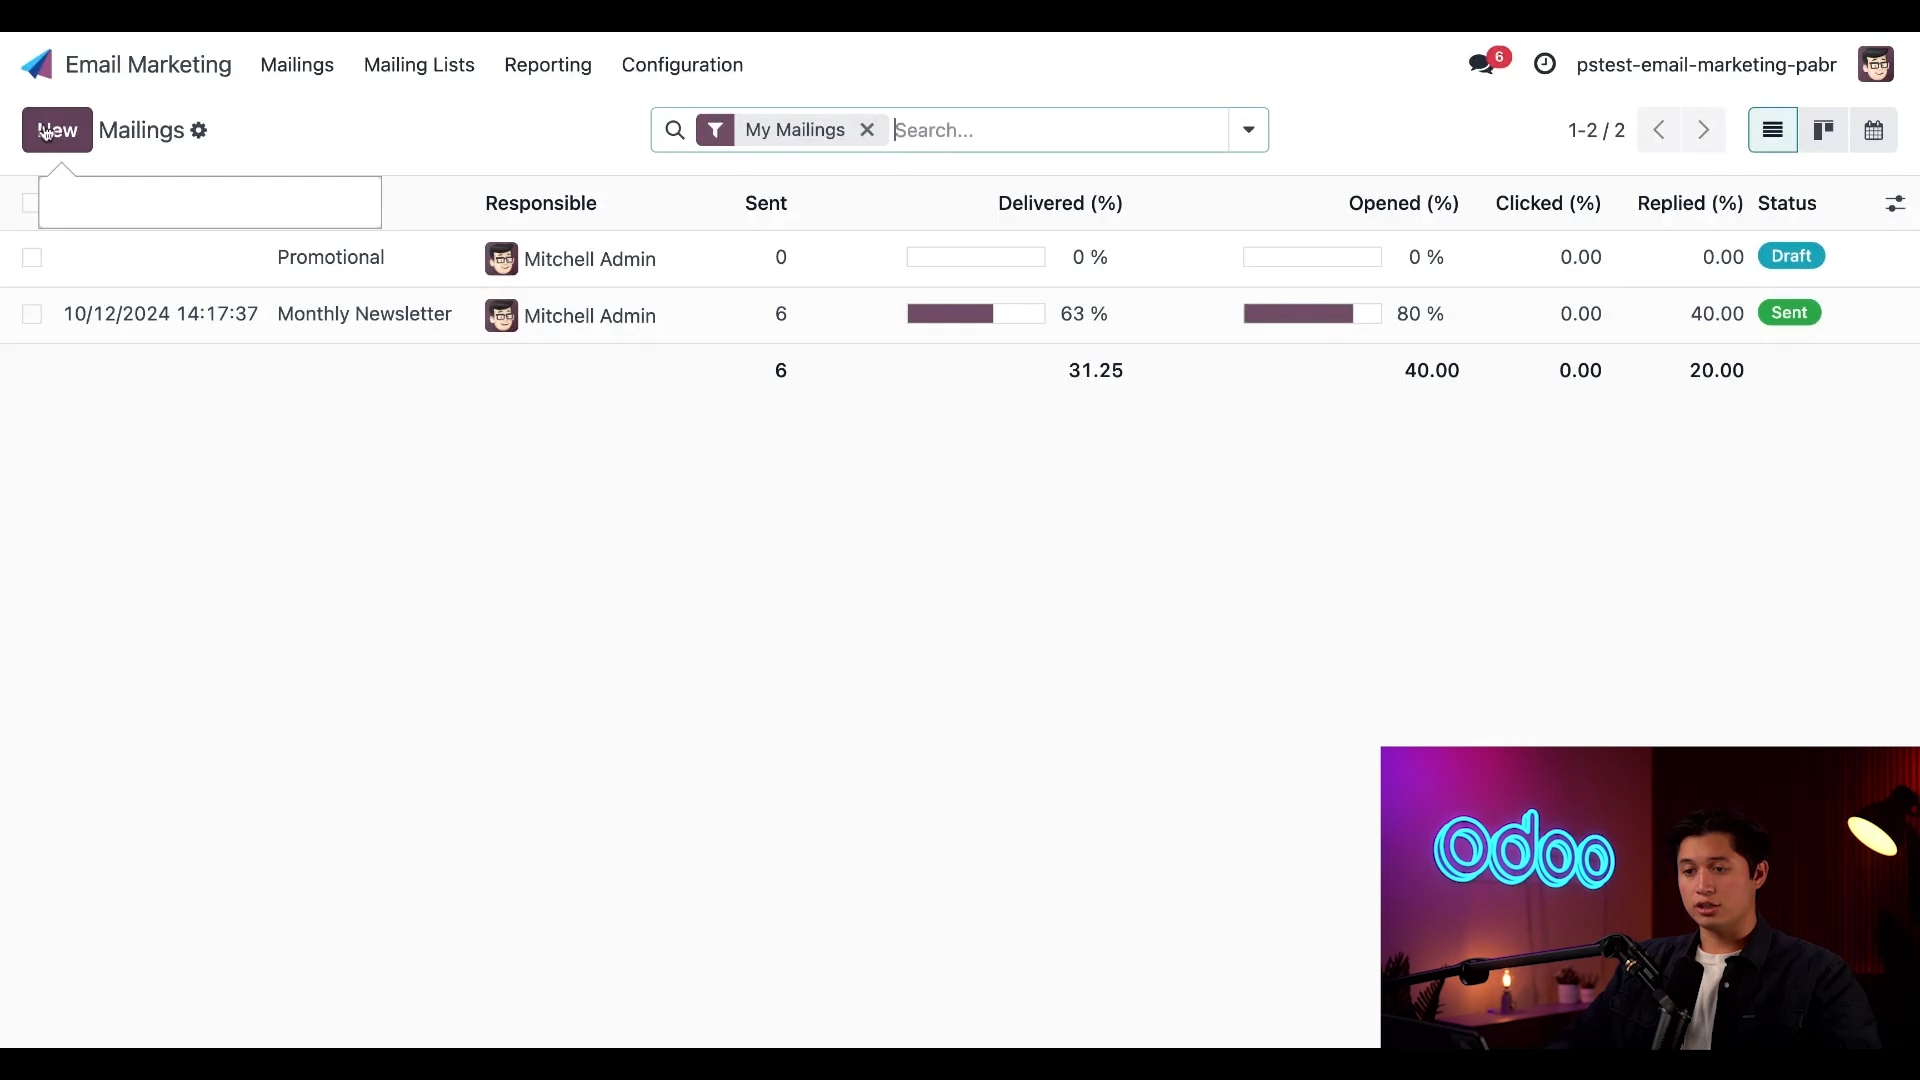 Email Marketing Mailings Mailing Lists Reporting Configuration 6 pstest-email-marketing-pabr
New Mailings My Mailings Search... 1-2 / 2
Responsible Sent Delivered (%) Opened (%) Clicked (%) Replied (%) Status
Promotional Mitchell Admin 0 0 % 0 % 0.00 0.00 Draft
10/12/2024 14:17:37 Monthly Newsletter Mitchell Admin 6 63 % 80 % 0.00 40.00 Sent
6 31.25 40.00 0.00 20.00
odoo